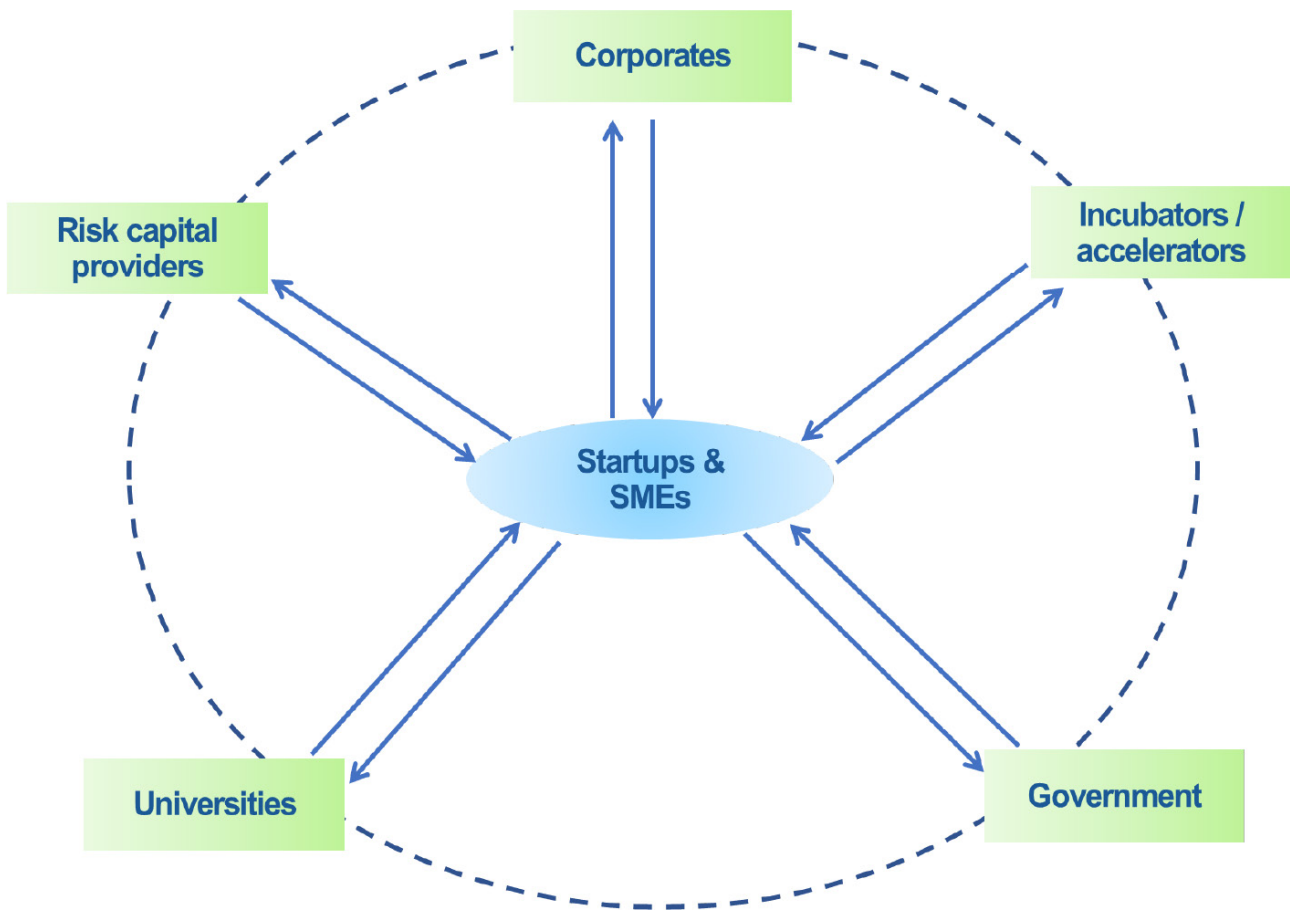 Corporates
Risk capital
providers
Incubators /
accelerators
Startups &
SMEs
Universities
Government